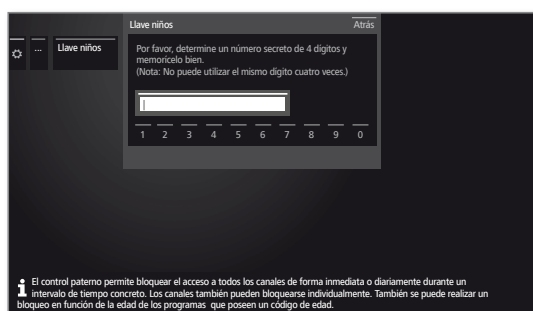 Llave niños
Atrás
...
Llave niños
Por favor, determine un número secreto de 4 dígitos y
memorícelo bien.
(Nota: No puede utilizar el mismo dígito cuatro veces.)
1 2 3 4 5 6 7 8 9 0
El control paterno permite bloquear el acceso a todos los canales de forma inmediata o diariamente durante un
intervalo de tiempo concreto. Los canales también pueden bloquearse individualmente. También se puede realizar un
bloqueo en función de la edad de los programas que poseen un código de edad.